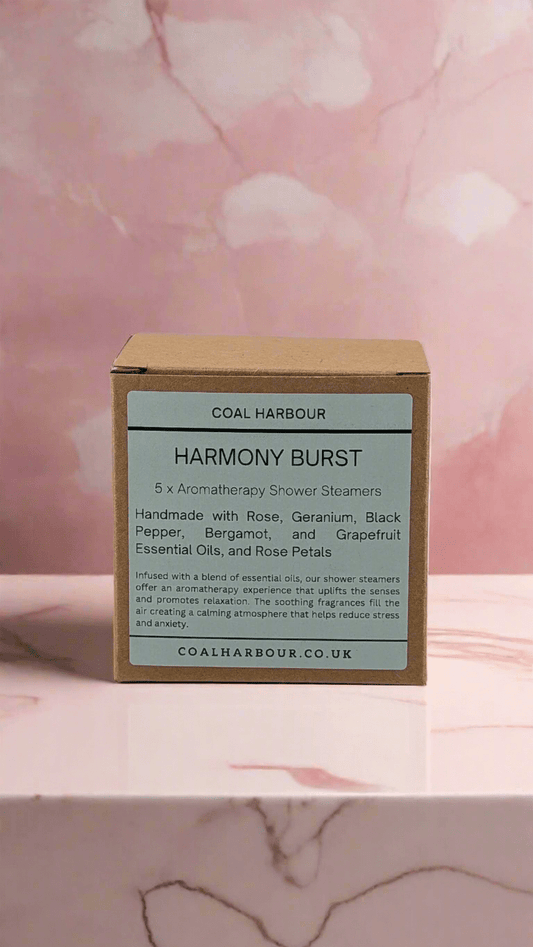 COAL HARBOUR
HARMONY BURST
5 x Aromatherapy Shower Steamers
Handmade with Rose, Geranium, Black
Pepper, Bergamot, and Grapefruit
Essential Oils, and Rose Petals
Infused with a blend of essential oils, our shower steamers
offer an aromatherapy experience that uplifts the senses
and promotes relaxation. The soothing fragrances fill the
air creating a calming atmosphere that helps reduce stress
and anxiety.
COALHARBOUR.CO.UK